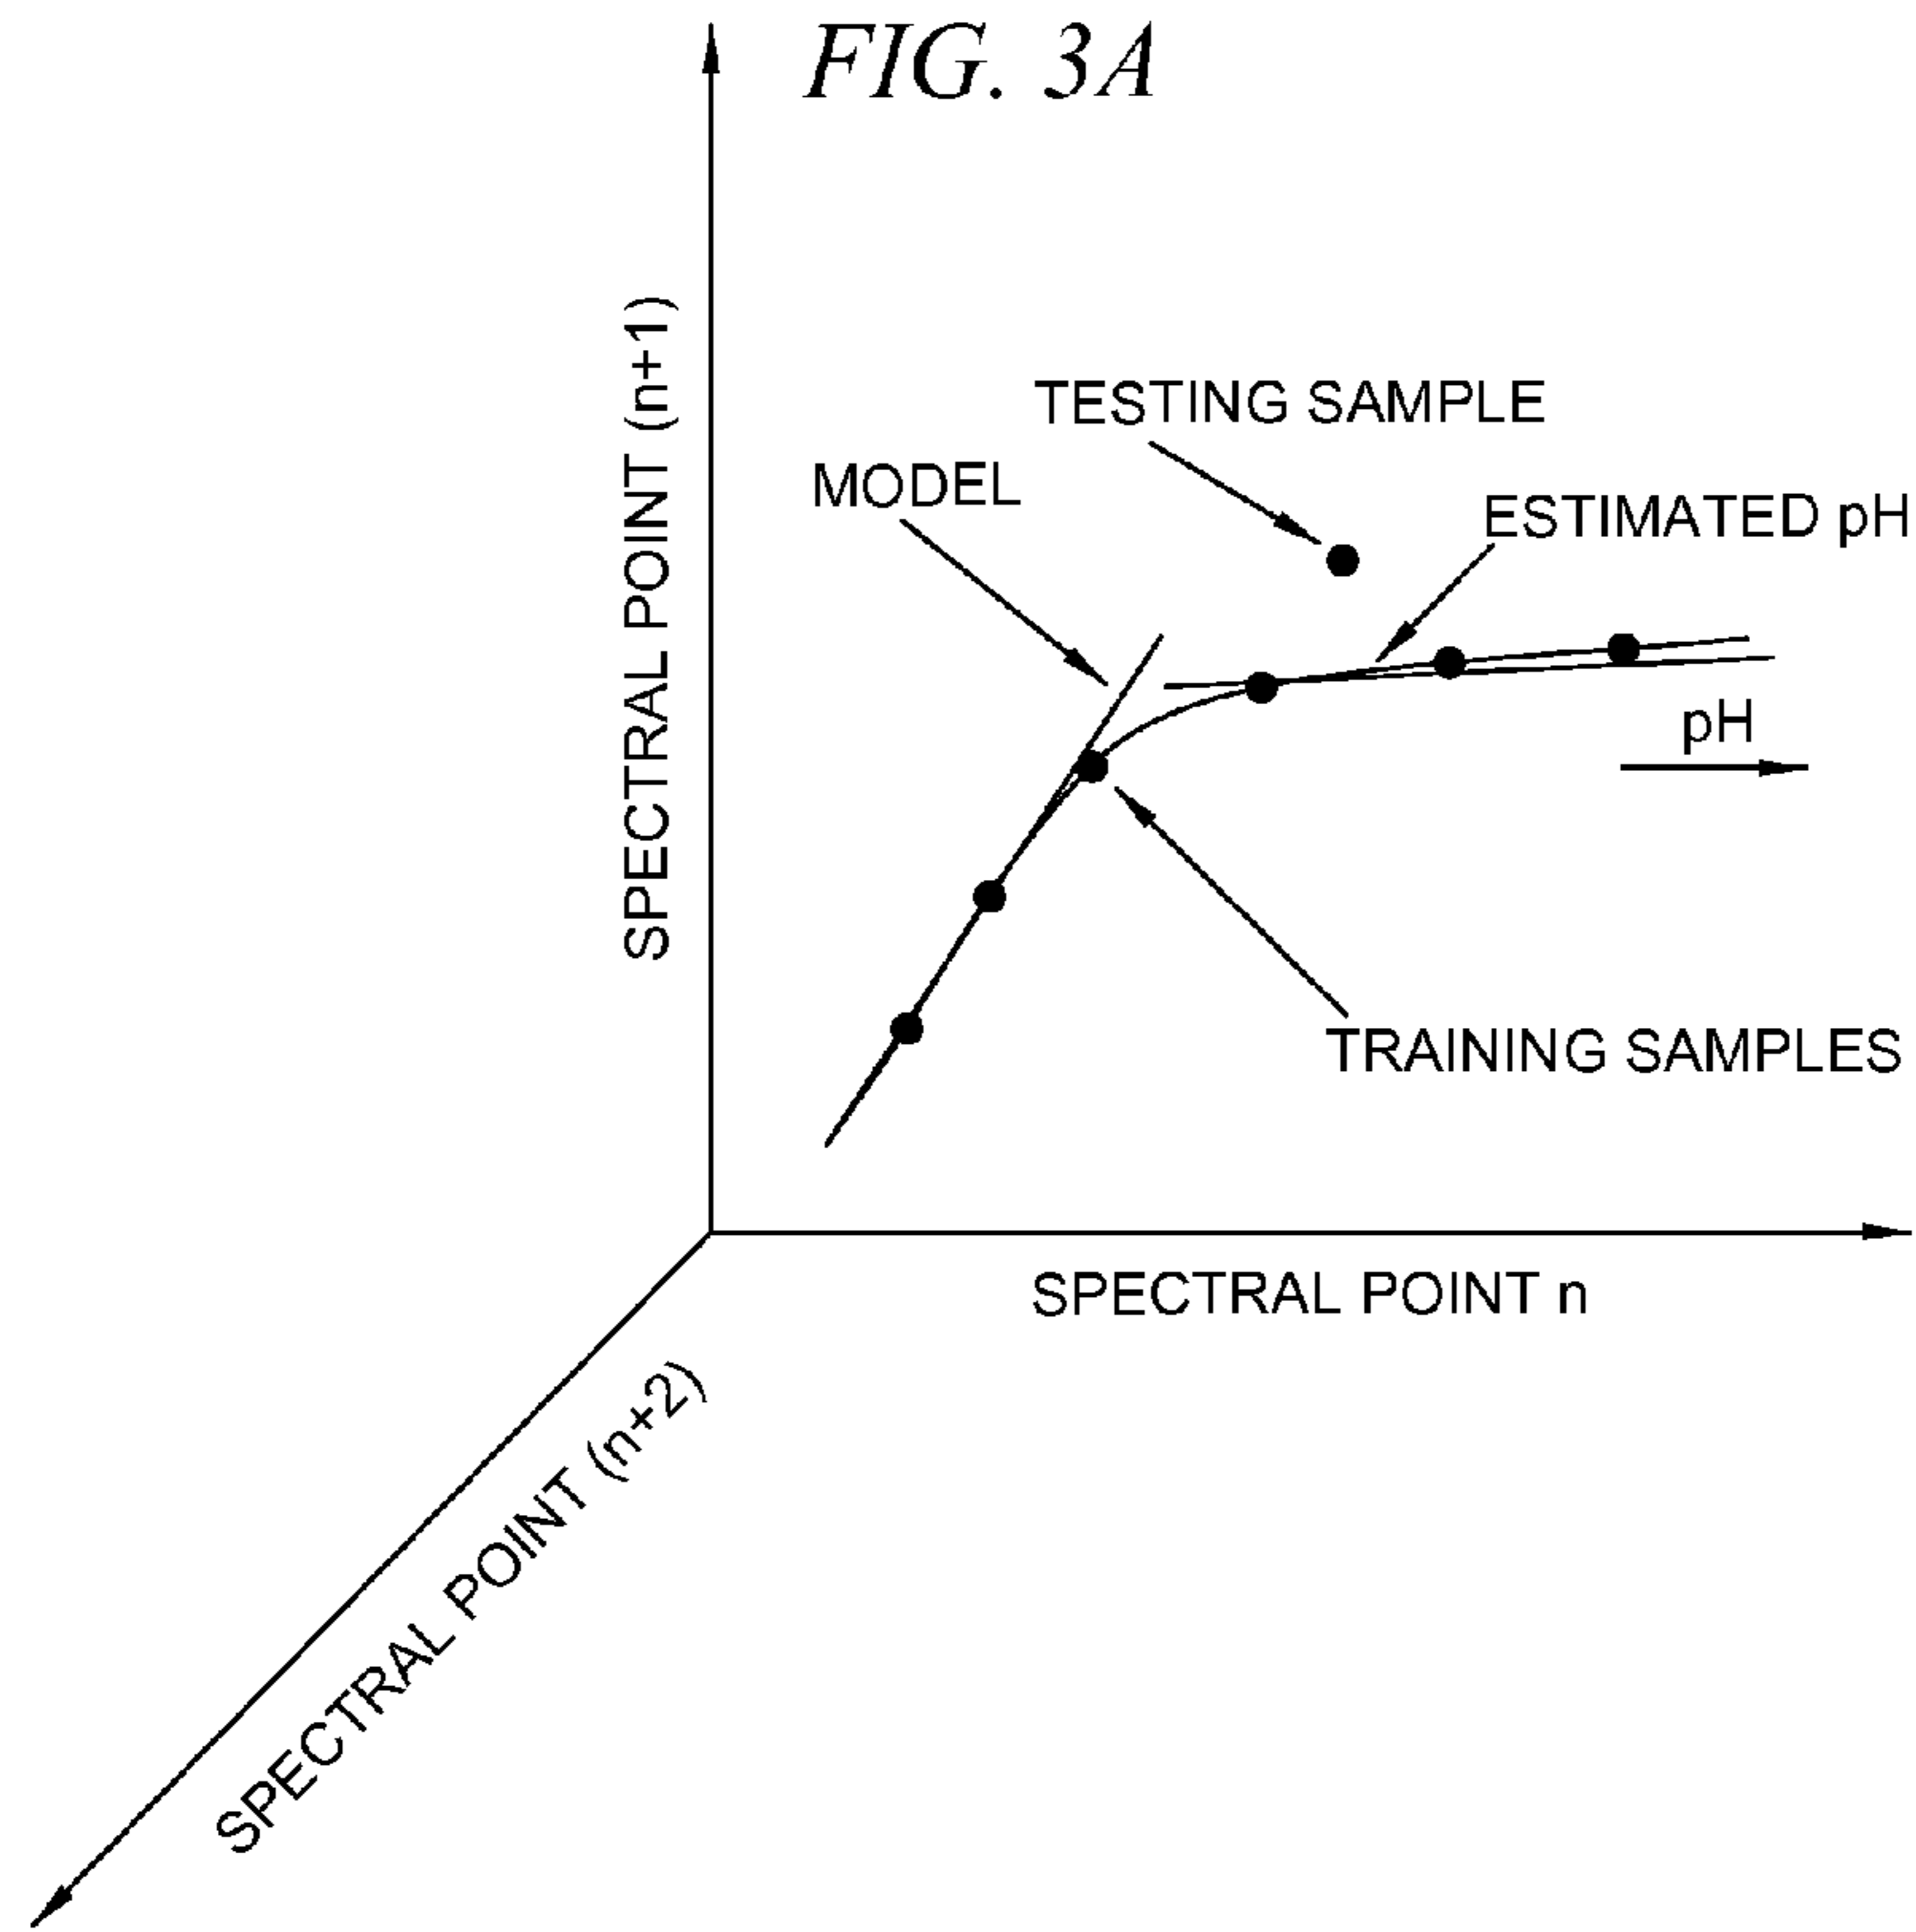 FIG. 3A
SPECTRAL POINT (n+1)
TESTING SAMPLE
MODEL
ESTIMATED pH
pH
TRAINING SAMPLES
SPECTRAL POINT n
SPECTRAL POINT (n+2)